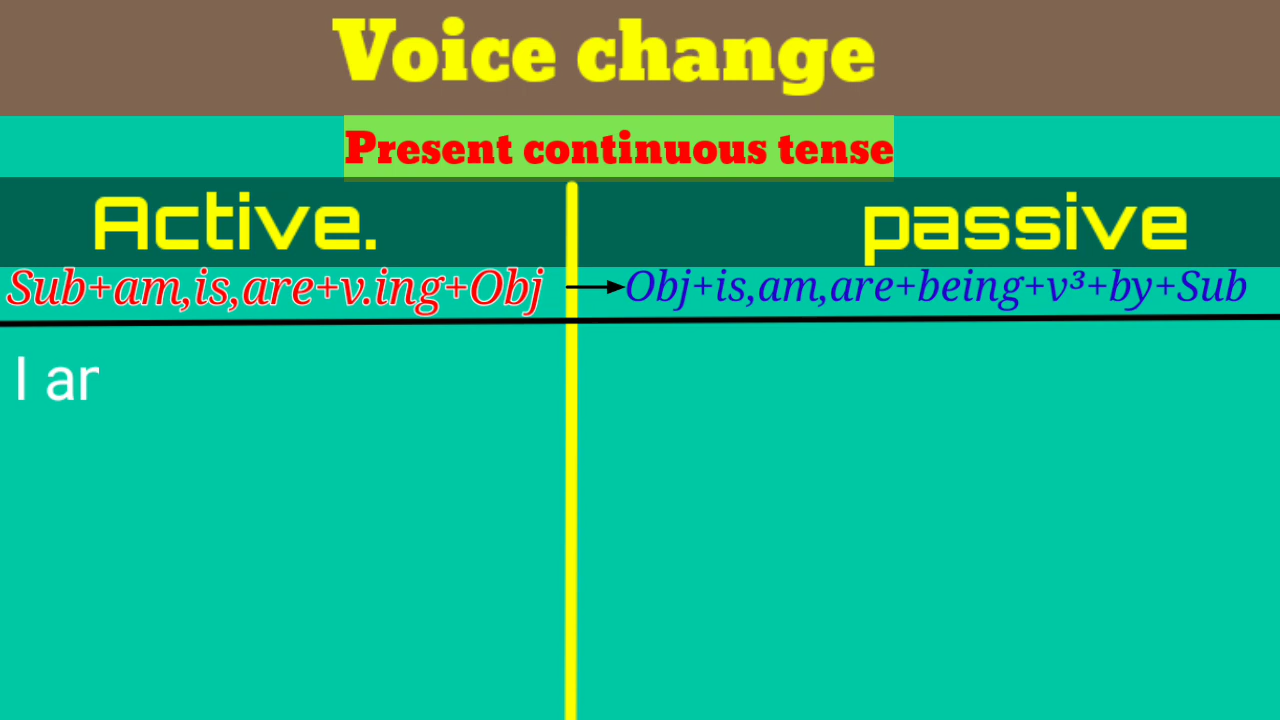 Voice change
Present continuous tense
Active. passive
Sub+am,is,are+v.ing+Obj Obj+is,am,are+being+v³+by+Sub
I